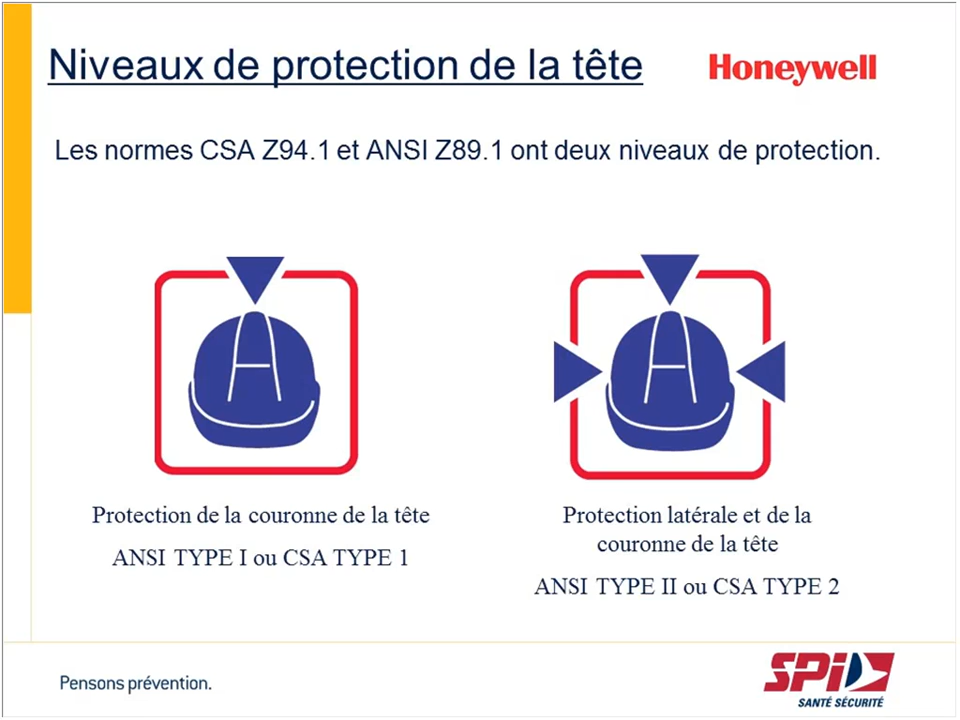 Niveaux de protection de la tête
Honeywell
Les normes CSA Z94.1 et ANSI Z89.1 ont deux niveaux de protection.
Protection de la couronne de la tête
ANSI TYPE I ou CSA TYPE 1
Protection latérale et de la
couronne de la tête
ANSI TYPE II ou CSA TYPE 2
Pensons prévention.
SPI
SANTÉ SÉCURITÉ